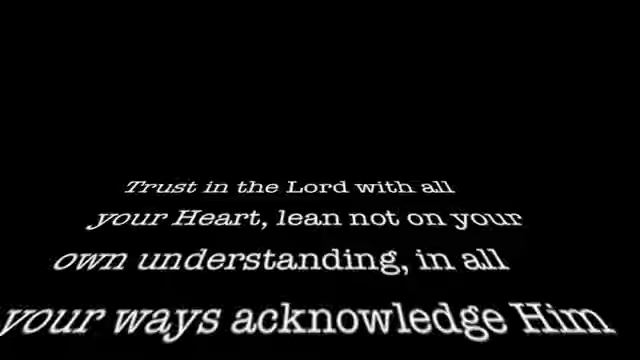 Trust in the Lord with all
your Heart, lean not on your
own understanding, in all
your ways acknowledge Him